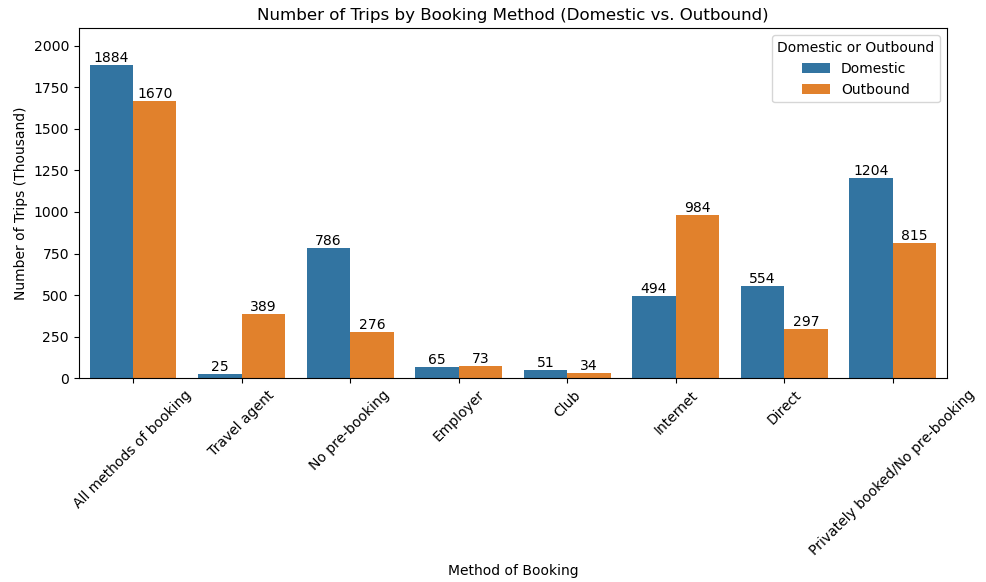 Number of Trips by Booking Method (Domestic vs. Outbound)
Number of Trips (Thousand)
2000
1750
1500
1250
1000
750
500
250
0
Domestic or Outbound
Domestic
Outbound
1884
1670
25
389
786
276
65
73
51
34
494
984
554
297
1204
815
All methods of booking
Travel agent
No pre-booking
Employer
Club
Internet
Direct
Privately booked/No pre-booking
Method of Booking